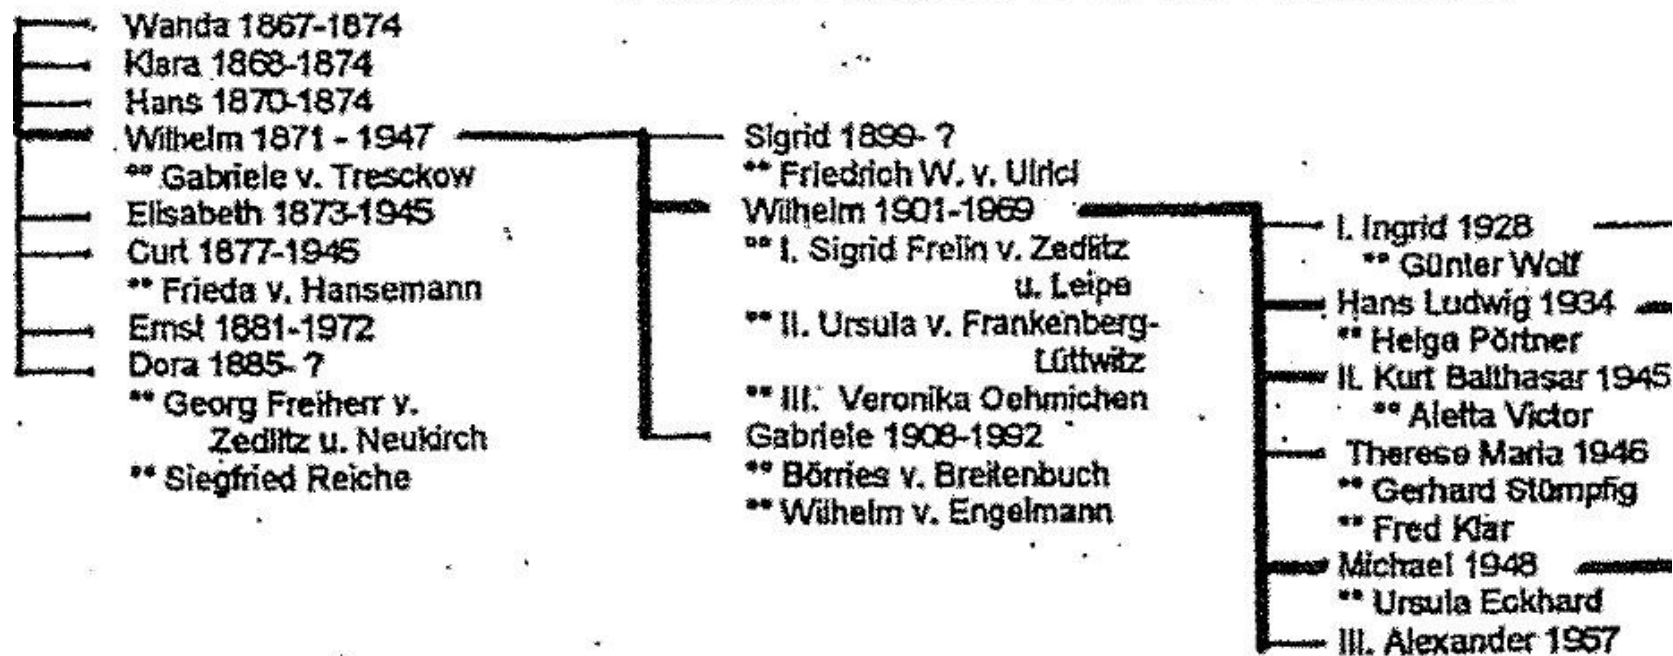 Wanda 1867-1874
Klara 1868-1874
Hans 1870-1874
Wilhelm 1871 - 1947
** Gabriele v. Tresckow
Elisabeth 1873-1945
Curt 1877-1945
** Frieda v. Hansemann
Ernst 1881-1972
Dora 1885- ?
** Georg Freiherr v.
Zedlitz u. Neukirch
** Siegfried Reiche
Sigrid 1899- ?
** Friedrich W. v. Ulrici
Wilhelm 1901-1969
** I. Sigrid Freiin v. Zedlitz
u. Leipe
** II. Ursula v. Frankenberg-
Lüttwitz
** III. Veronika Oehmichen
Gabriele 1908-1992
** Börries v. Breitenbuch
** Wilhelm v. Engelmann
I. Ingrid 1928
** Günter Wolf
Hans Ludwig 1934
** Helga Pörtner
II. Kurt Balthasar 1945
** Aletta Victor
Therese Maria 1946
** Gerhard Stümpfig
** Fred Klar
Michael 1948
** Ursula Eckhard
III. Alexander 1957